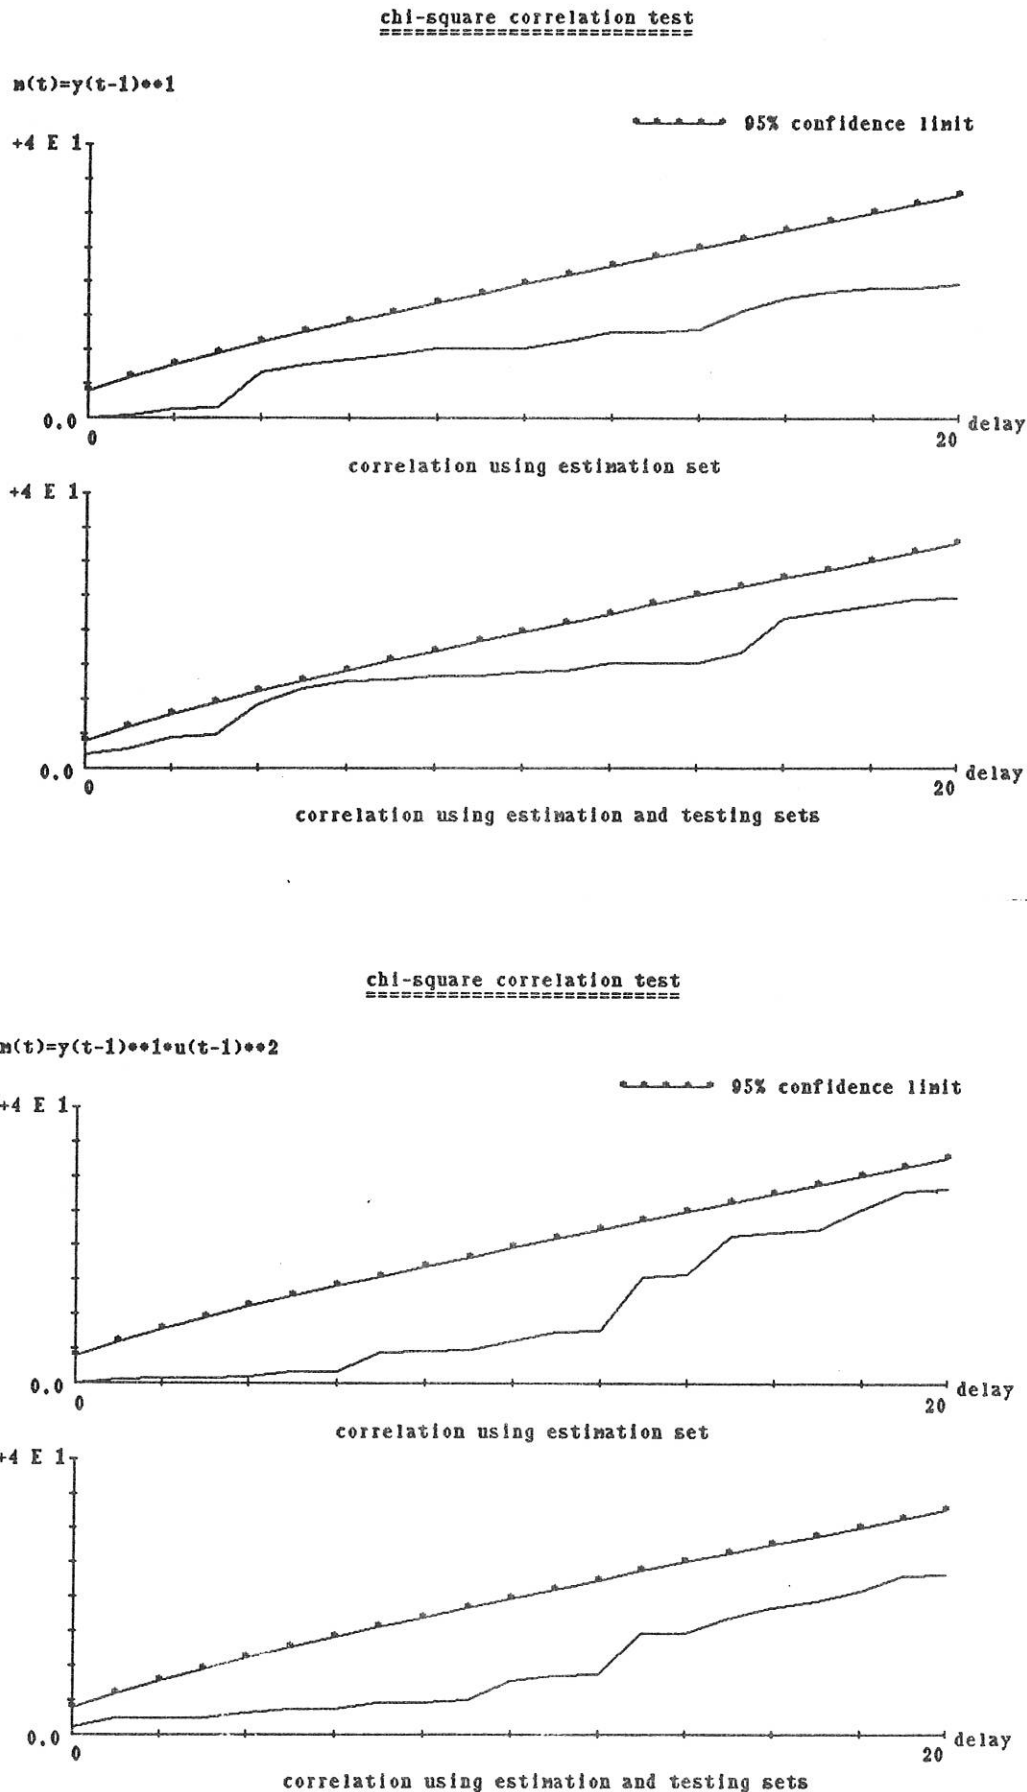 chi-square correlation test
m(t)=y(t-1)**1
95% confidence limit
+4 E 1
0.0
0
20
delay
correlation using estimation set
+4 E 1
0.0
0
20
delay
correlation using estimation and testing sets
chi-square correlation test
m(t)=y(t-1)**1*u(t-1)**2
95% confidence limit
+4 E 1
0.0
0
20
delay
correlation using estimation set
+4 E 1
0.0
0
20
delay
correlation using estimation and testing sets